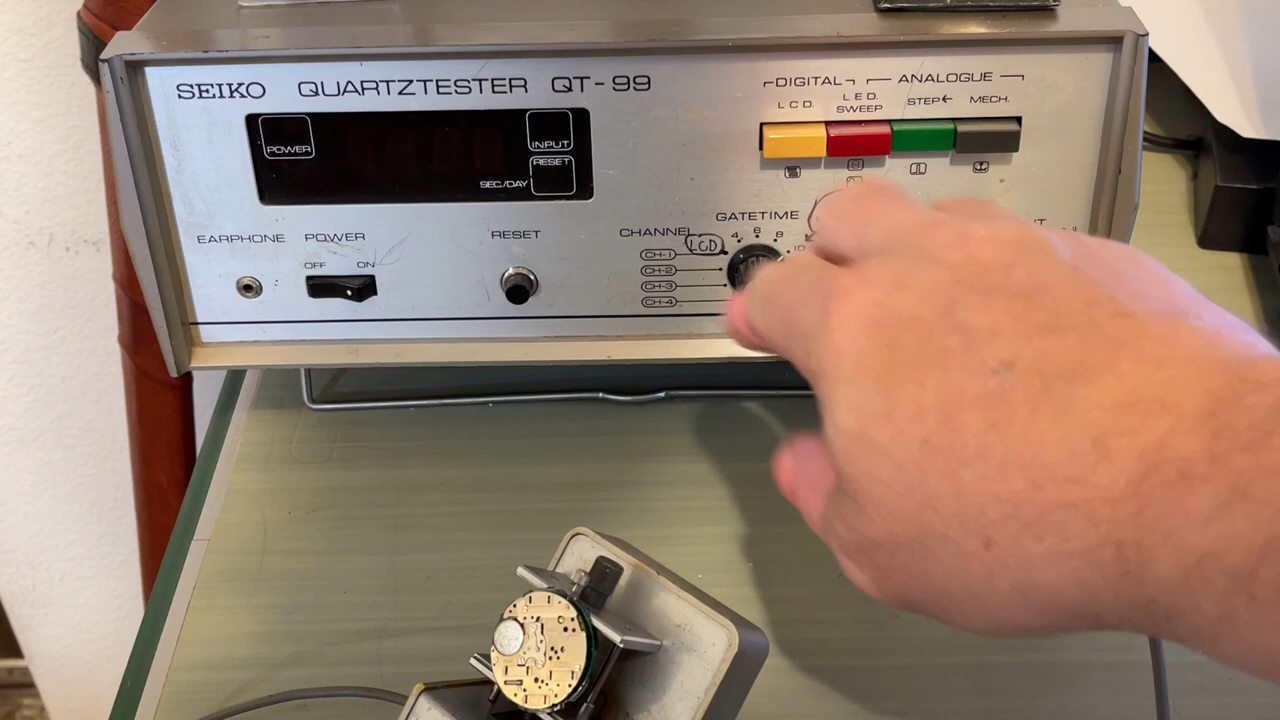 SEIKO QUARTZTESTER QT-99
DIGITAL ANALOGUE
L.C.D. L.E.D. SWEEP STEP← MECH.
POWER
INPUT
RESET
SEC./DAY
EARPHONE POWER RESET CHANNEL GATETIME
OFF ON
LCD
4 6 8 10
CH-1
CH-2
CH-3
CH-4